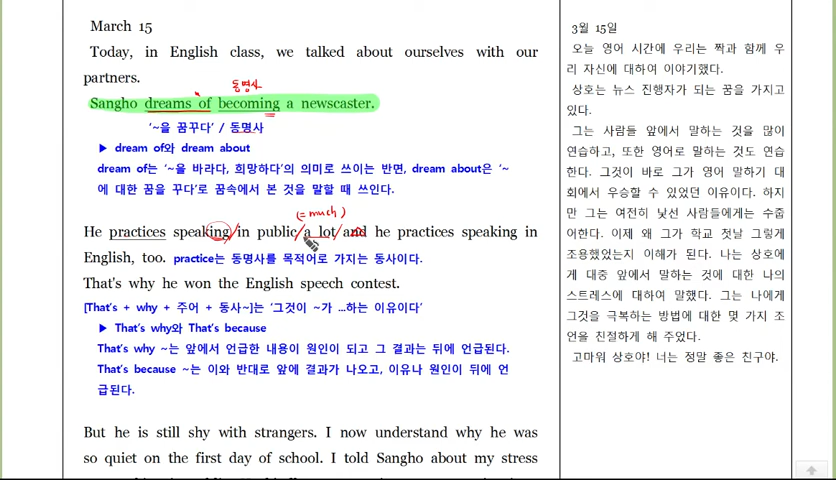 March 15
Today, in English class, we talked about ourselves with our
partners.
동명사
Sangho dreams of becoming a newscaster.
'~을 꿈꾸다' / 동명사
▶ dream of와 dream about
dream of는 '~을 바라다, 희망하다'의 의미로 쓰이는 반면, dream about은 '~
에 대한 꿈을 꾸다'로 꿈속에서 본 것을 말할 때 쓰인다.
(= much)
He practices speaking/in public/a lot/and he practices speaking in
English, too. practice는 동명사를 목적어로 가지는 동사이다.
That's why he won the English speech contest.
[That's + why + 주어 + 동사~]는 '그것이 ~가 …하는 이유이다'
▶ That's why와 That's because
That's why ~는 앞에서 언급한 내용이 원인이 되고 그 결과는 뒤에 언급된다.
That's because ~는 이와 반대로 앞에 결과가 나오고, 이유나 원인이 뒤에 언
급된다.
But he is still shy with strangers. I now understand why he was
so quiet on the first day of school. I told Sangho about my stress
3월 15일
오늘 영어 시간에 우리는 짝과 함께 우
리 자신에 대하여 이야기했다.
상호는 뉴스 진행자가 되는 꿈을 가지고
있다.
그는 사람들 앞에서 말하는 것을 많이
연습하고, 또한 영어로 말하는 것도 연습
한다. 그것이 바로 그가 영어 말하기 대
회에서 우승할 수 있었던 이유이다. 하지
만 그는 여전히 낯선 사람들에게는 수줍
어한다. 이제 왜 그가 학교 첫날 그렇게
조용했었는지 이해가 된다. 나는 상호에
게 대중 앞에서 말하는 것에 대한 나의
스트레스에 대하여 말했다. 그는 나에게
그것을 극복하는 방법에 대한 몇 가지 조
언을 친절하게 해 주었다.
고마워 상호야! 너는 정말 좋은 친구야.